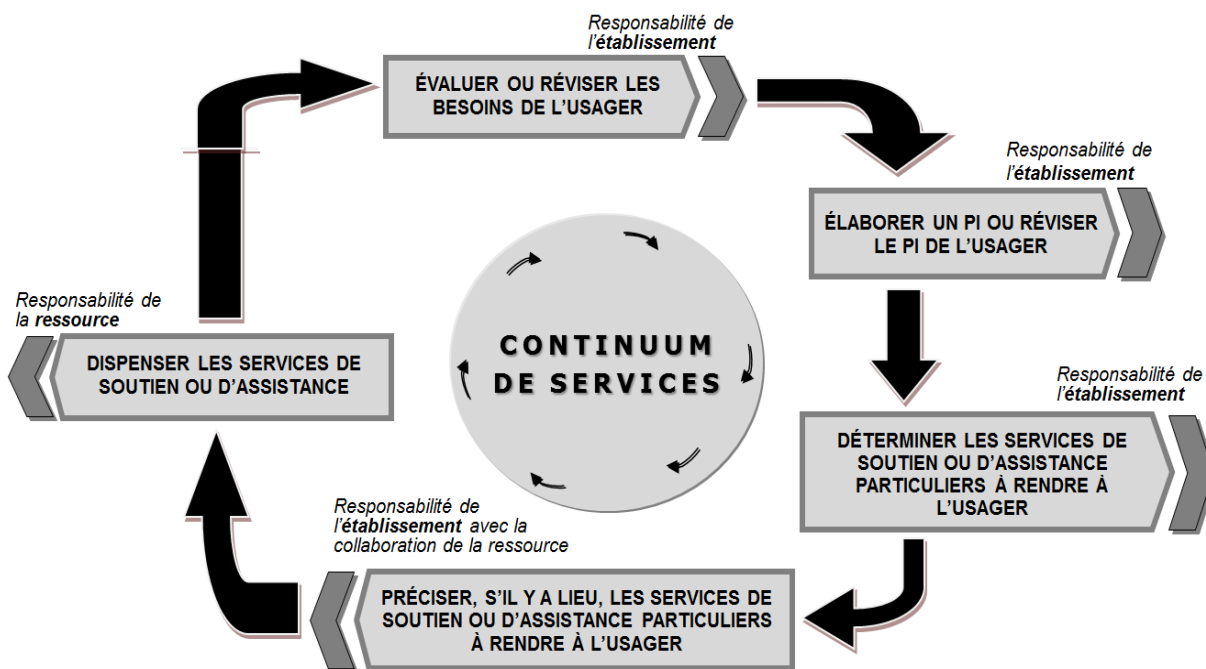 Responsabilité de
l'établissement
ÉVALUER OU RÉVISER LES
BESOINS DE L'USAGER
Responsabilité de
l'établissement
ÉLABORER UN PI OU RÉVISER
LE PI DE L'USAGER
Responsabilité de
l'établissement
DÉTERMINER LES SERVICES DE
SOUTIEN OU D'ASSISTANCE
PARTICULIERS À RENDRE À
L'USAGER
Responsabilité de
l'établissement avec la
collaboration de la ressource
PRÉCISER, S'IL Y A LIEU, LES SERVICES DE
SOUTIEN OU D'ASSISTANCE PARTICULIERS
À RENDRE À L'USAGER
Responsabilité de
la ressource
DISPENSER LES SERVICES DE
SOUTIEN OU D'ASSISTANCE
CONTINUUM
DE SERVICES